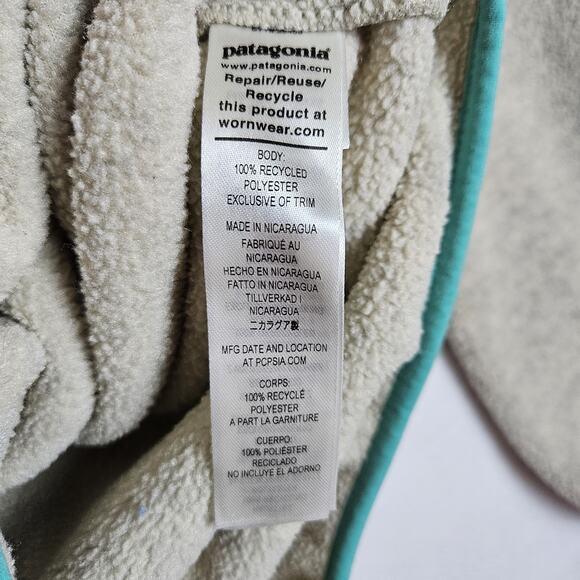 patagonia®
www.patagonia.com
Repair/Reuse/
Recycle
this product at
wornwear.com
BODY:
100% RECYCLED
POLYESTER
EXCLUSIVE OF TRIM
MADE IN NICARAGUA
FABRIQUÉ AU
NICARAGUA
HECHO EN NICARAGUA
FATTO IN NICARAGUA
TILLVERKAD I
NICARAGUA
ニカラグア製
MFG DATE AND LOCATION
AT PCPSIA.COM
CORPS:
100% RECYCLÉ
POLYESTER
A PART LA GARNITURE
CUERPO:
100% POLIÉSTER
RECICLADO
NO INCLUYE EL ADORNO